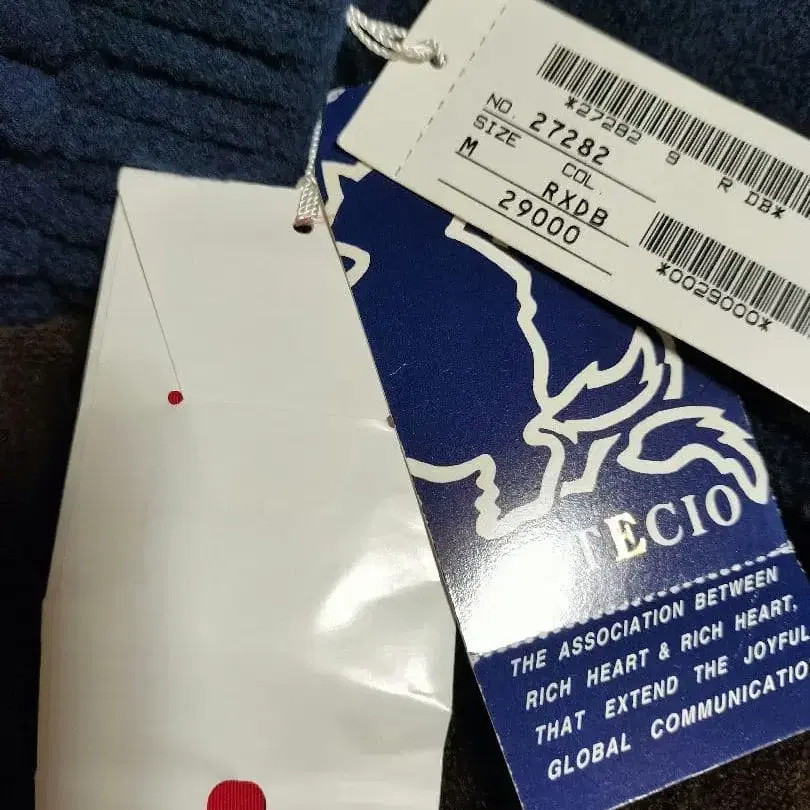 *27282 9 R DB*
NO. 27282
SIZE COL.
M RXDB
29000
*0029000*
TECIO
THE ASSOCIATION BETWEEN
RICH HEART & RICH HEART,
THAT EXTEND THE JOYFUL
GLOBAL COMMUNICATIO